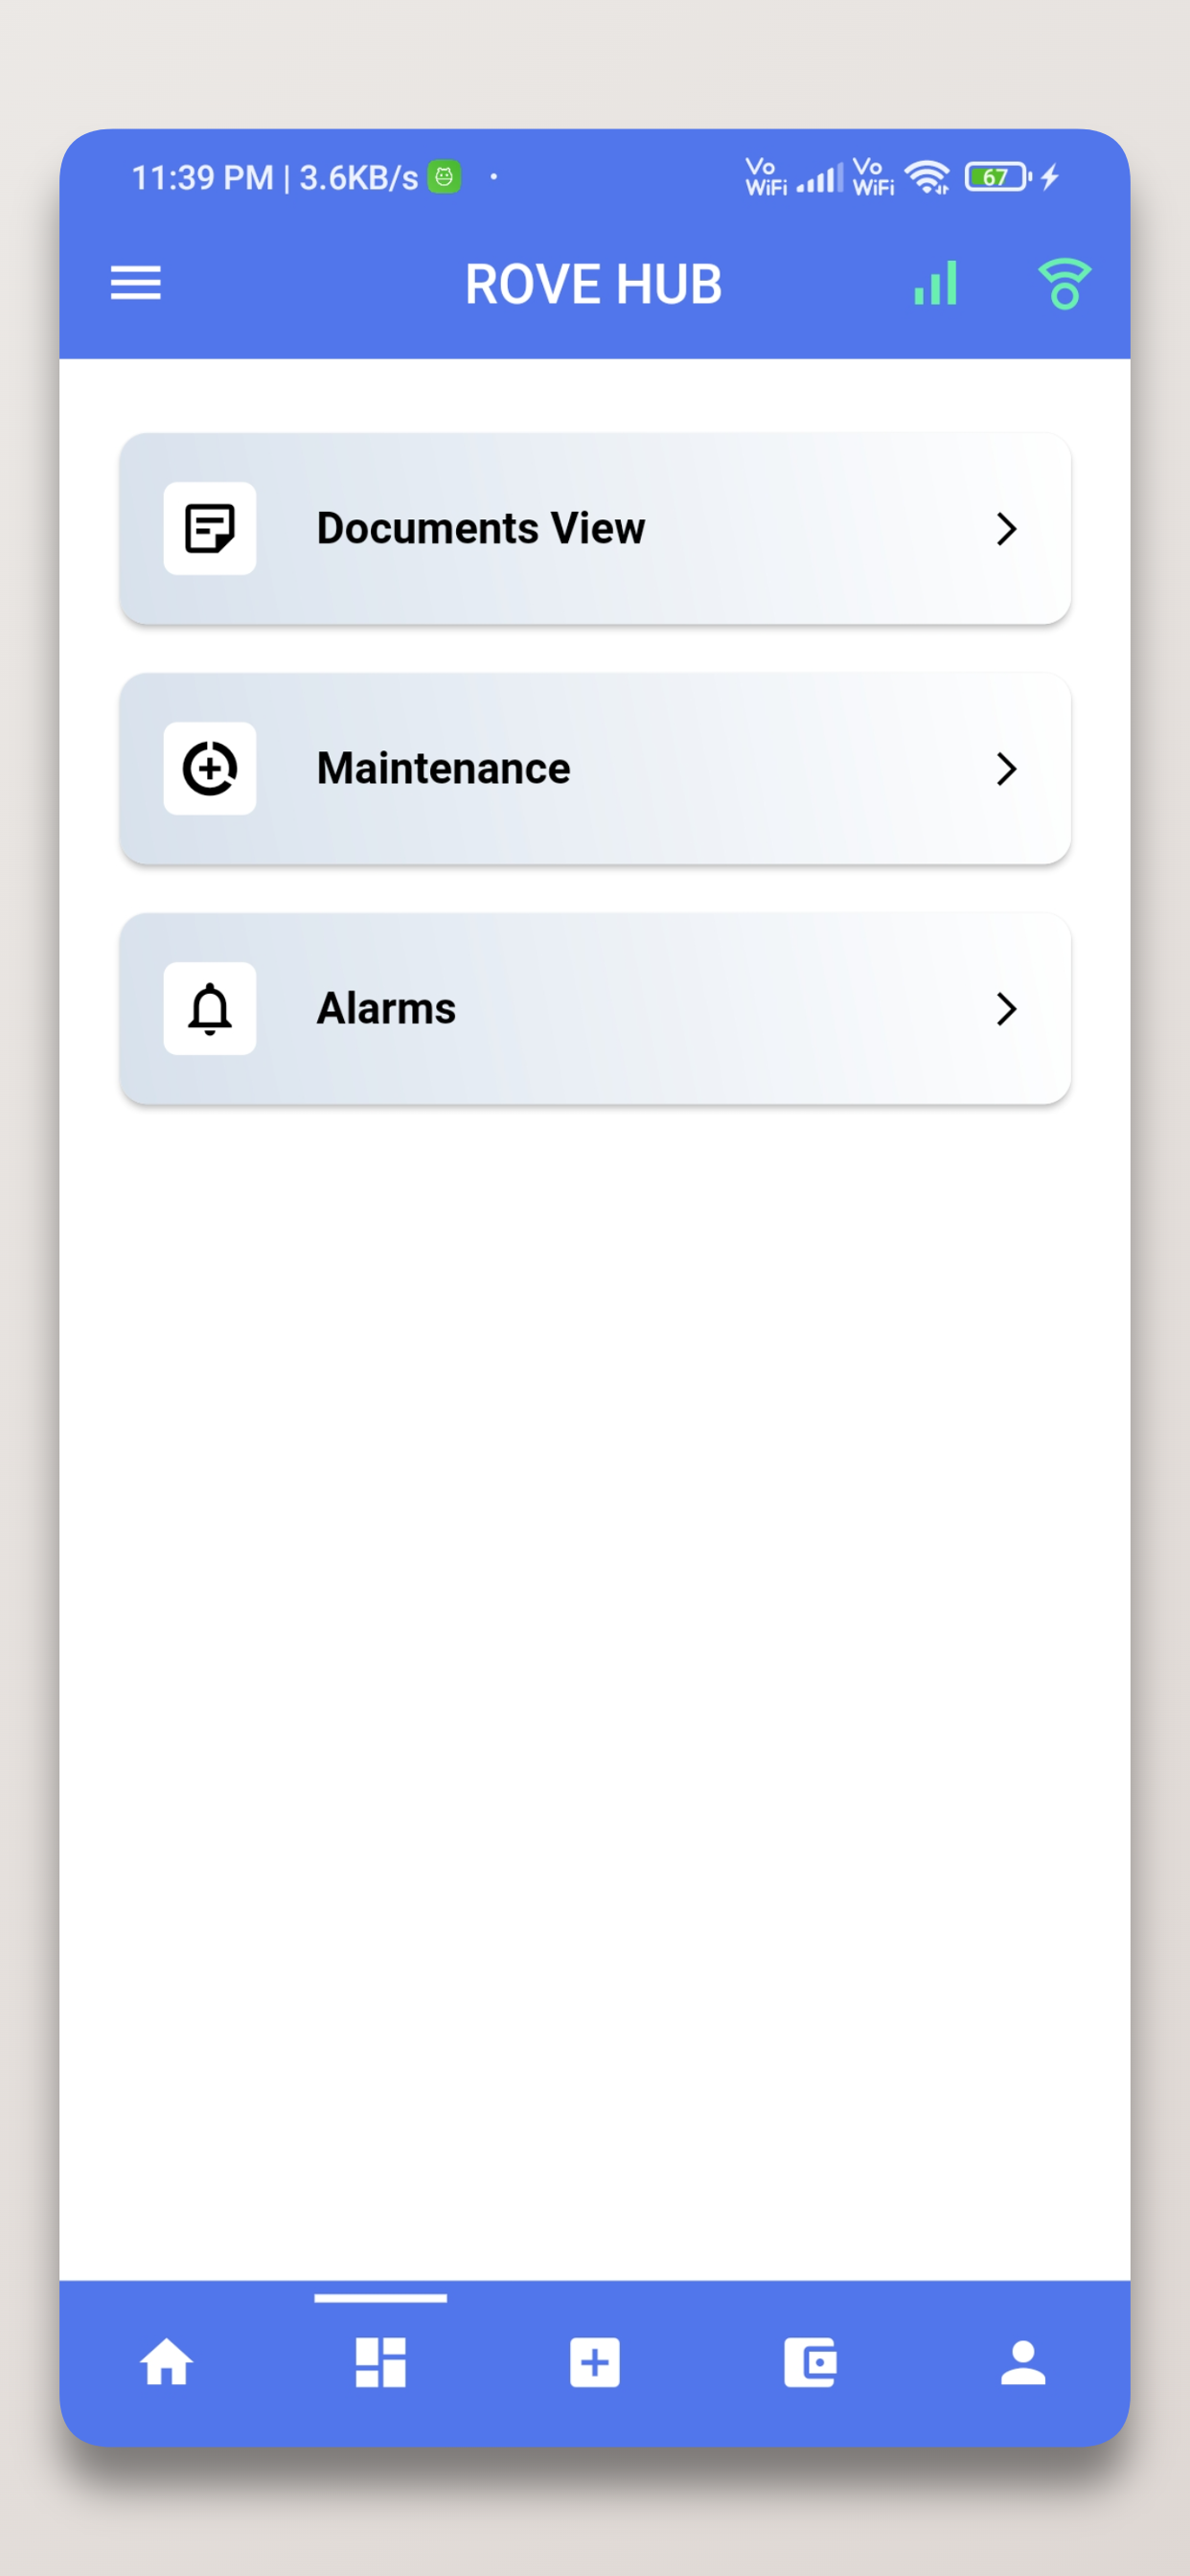 11:39 PM | 3.6KB/s
Vo WiFi Vo WiFi 67
ROVE HUB
Documents View
Maintenance
Alarms